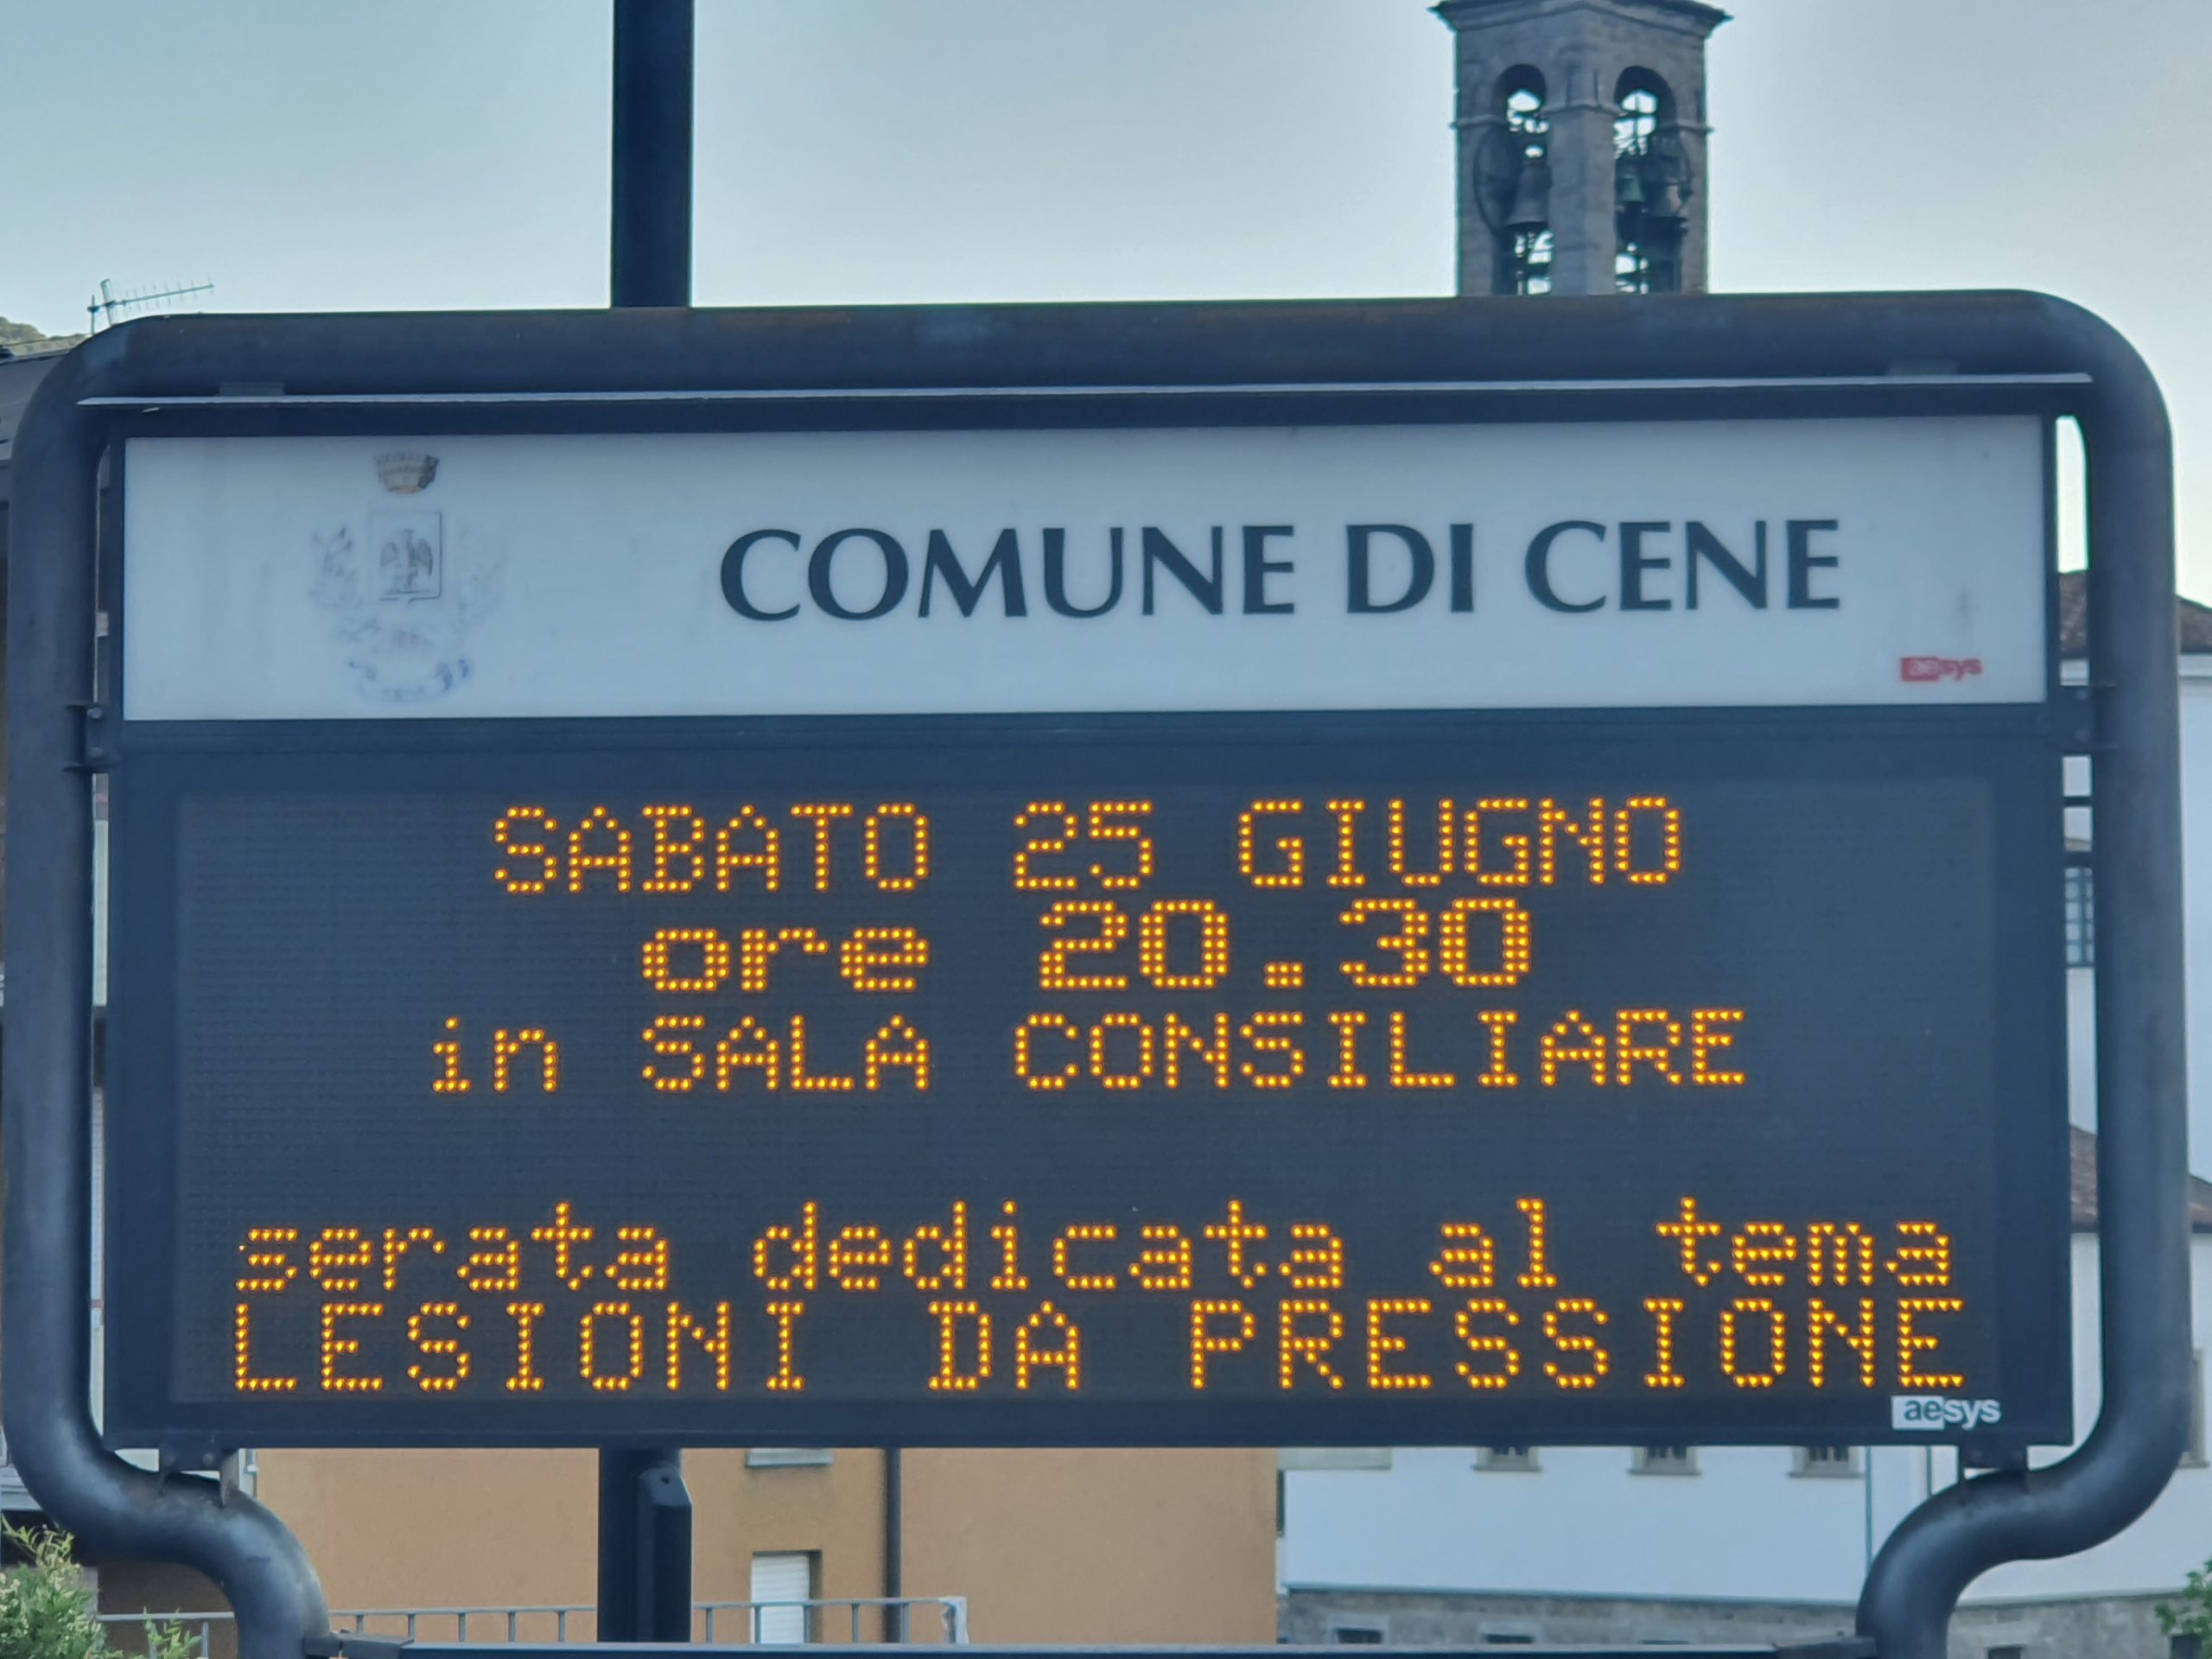 COMUNE DI CENE
aesys
SABATO 25 GIUGNO
ore 20.30
in SALA CONSILIARE
serata dedicata al tema
LESIONI DA PRESSIONE
aesys